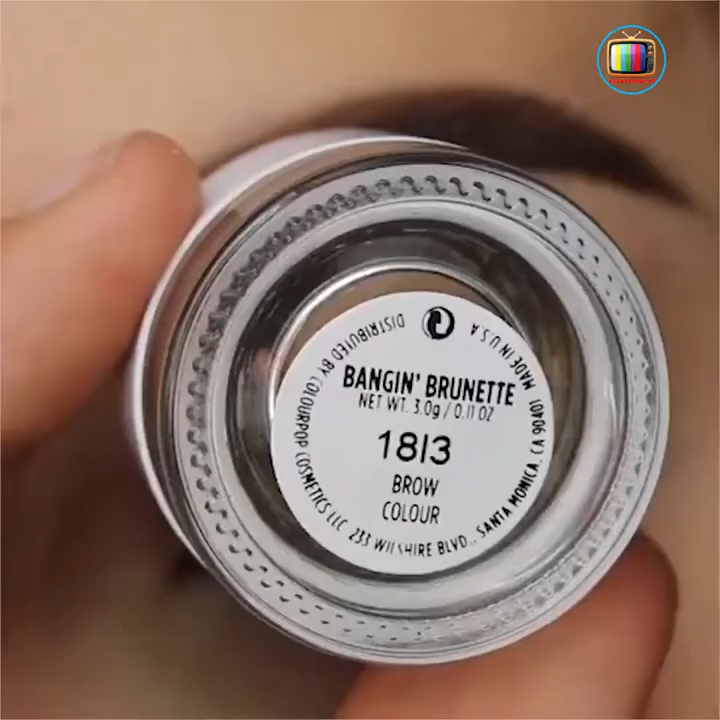 BANGIN' BRUNETTE
NET WT. 3.0g / 0.11 OZ
1813
BROW
COLOUR
DISTRIBUTED BY COLOURPOP COSMETICS LLC 233 WILSHIRE BLVD., SANTA MONICA, CA 90401 MADE IN U.S.A